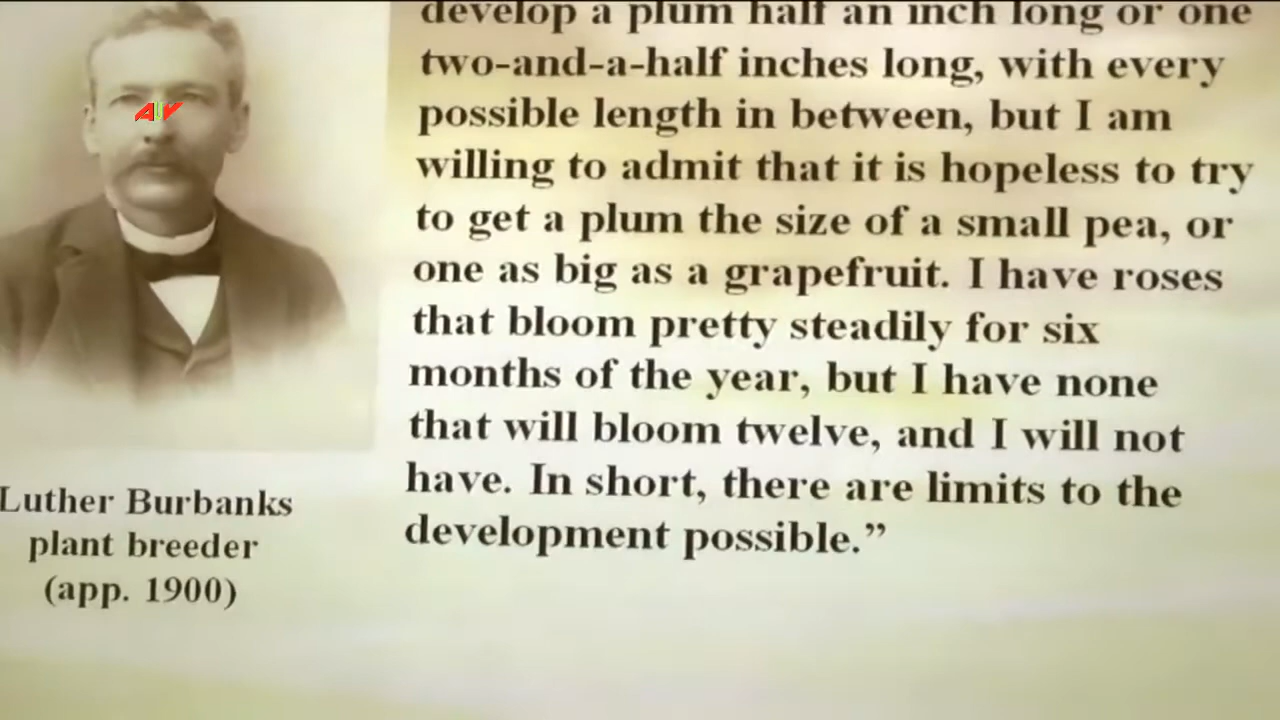 develop a plum half an inch long or one
two-and-a-half inches long, with every
possible length in between, but I am
willing to admit that it is hopeless to try
to get a plum the size of a small pea, or
one as big as a grapefruit. I have roses
that bloom pretty steadily for six
months of the year, but I have none
that will bloom twelve, and I will not
have. In short, there are limits to the
development possible.”
AV
Luther Burbanks
plant breeder
(app. 1900)